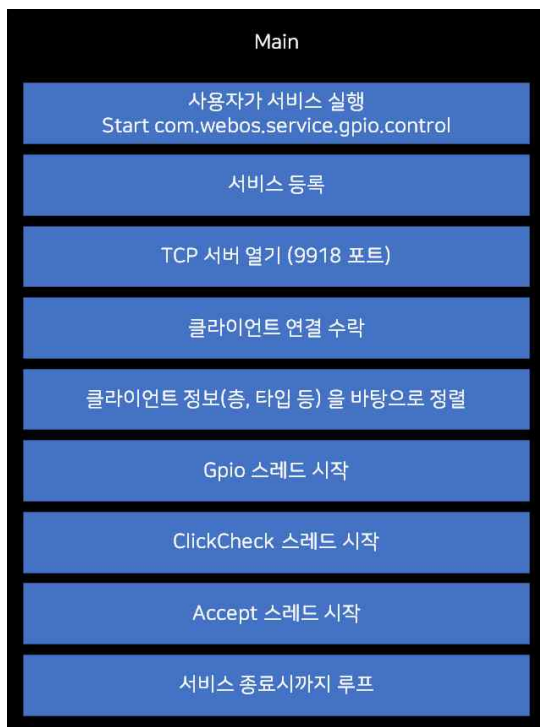 Main
사용자가 서비스 실행
Start com.webos.service.gpio.control
서비스 등록
TCP 서버 열기 (9918 포트)
클라이언트 연결 수락
클라이언트 정보(층, 타입 등) 을 바탕으로 정렬
Gpio 스레드 시작
ClickCheck 스레드 시작
Accept 스레드 시작
서비스 종료시까지 루프